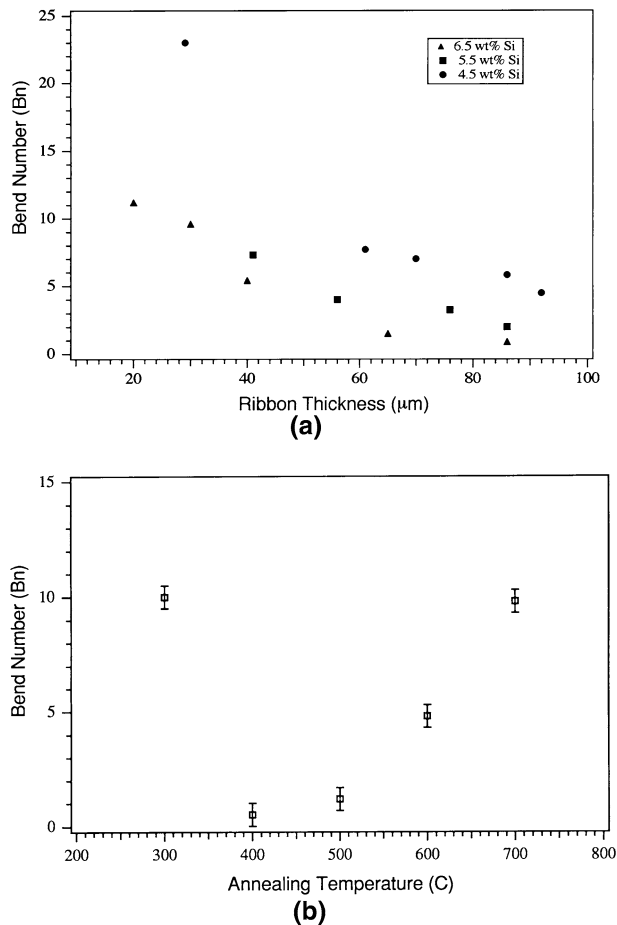 25
20
15
10
5
0
Bend Number (Bn)
6.5 wt% Si
5.5 wt% Si
4.5 wt% Si
20 40 60 80 100
Ribbon Thickness (μm)
(a)
15
10
5
0
Bend Number (Bn)
200 300 400 500 600 700 800
Annealing Temperature (C)
(b)